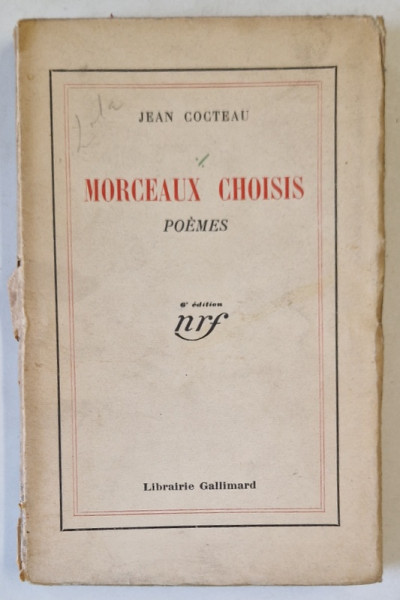 JEAN COCTEAU
MORCEAUX CHOISIS
POÈMES
6e édition
nrf
Librairie Gallimard